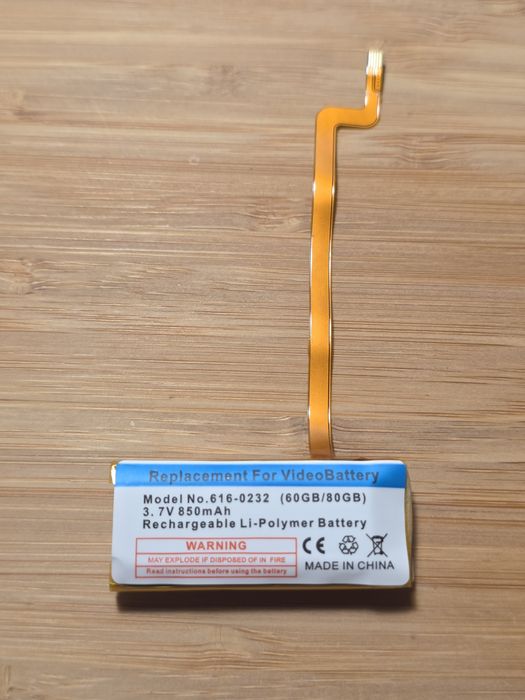 Replacement For VideoBattery
Model No.616-0232 (60GB/80GB)
3.7V 850mAh
Rechargeable Li-Polymer Battery
WARNING
MAY EXPLODE IF DISPOSED OF IN FIRE
Read instructions before using the battery
CE
MADE IN CHINA